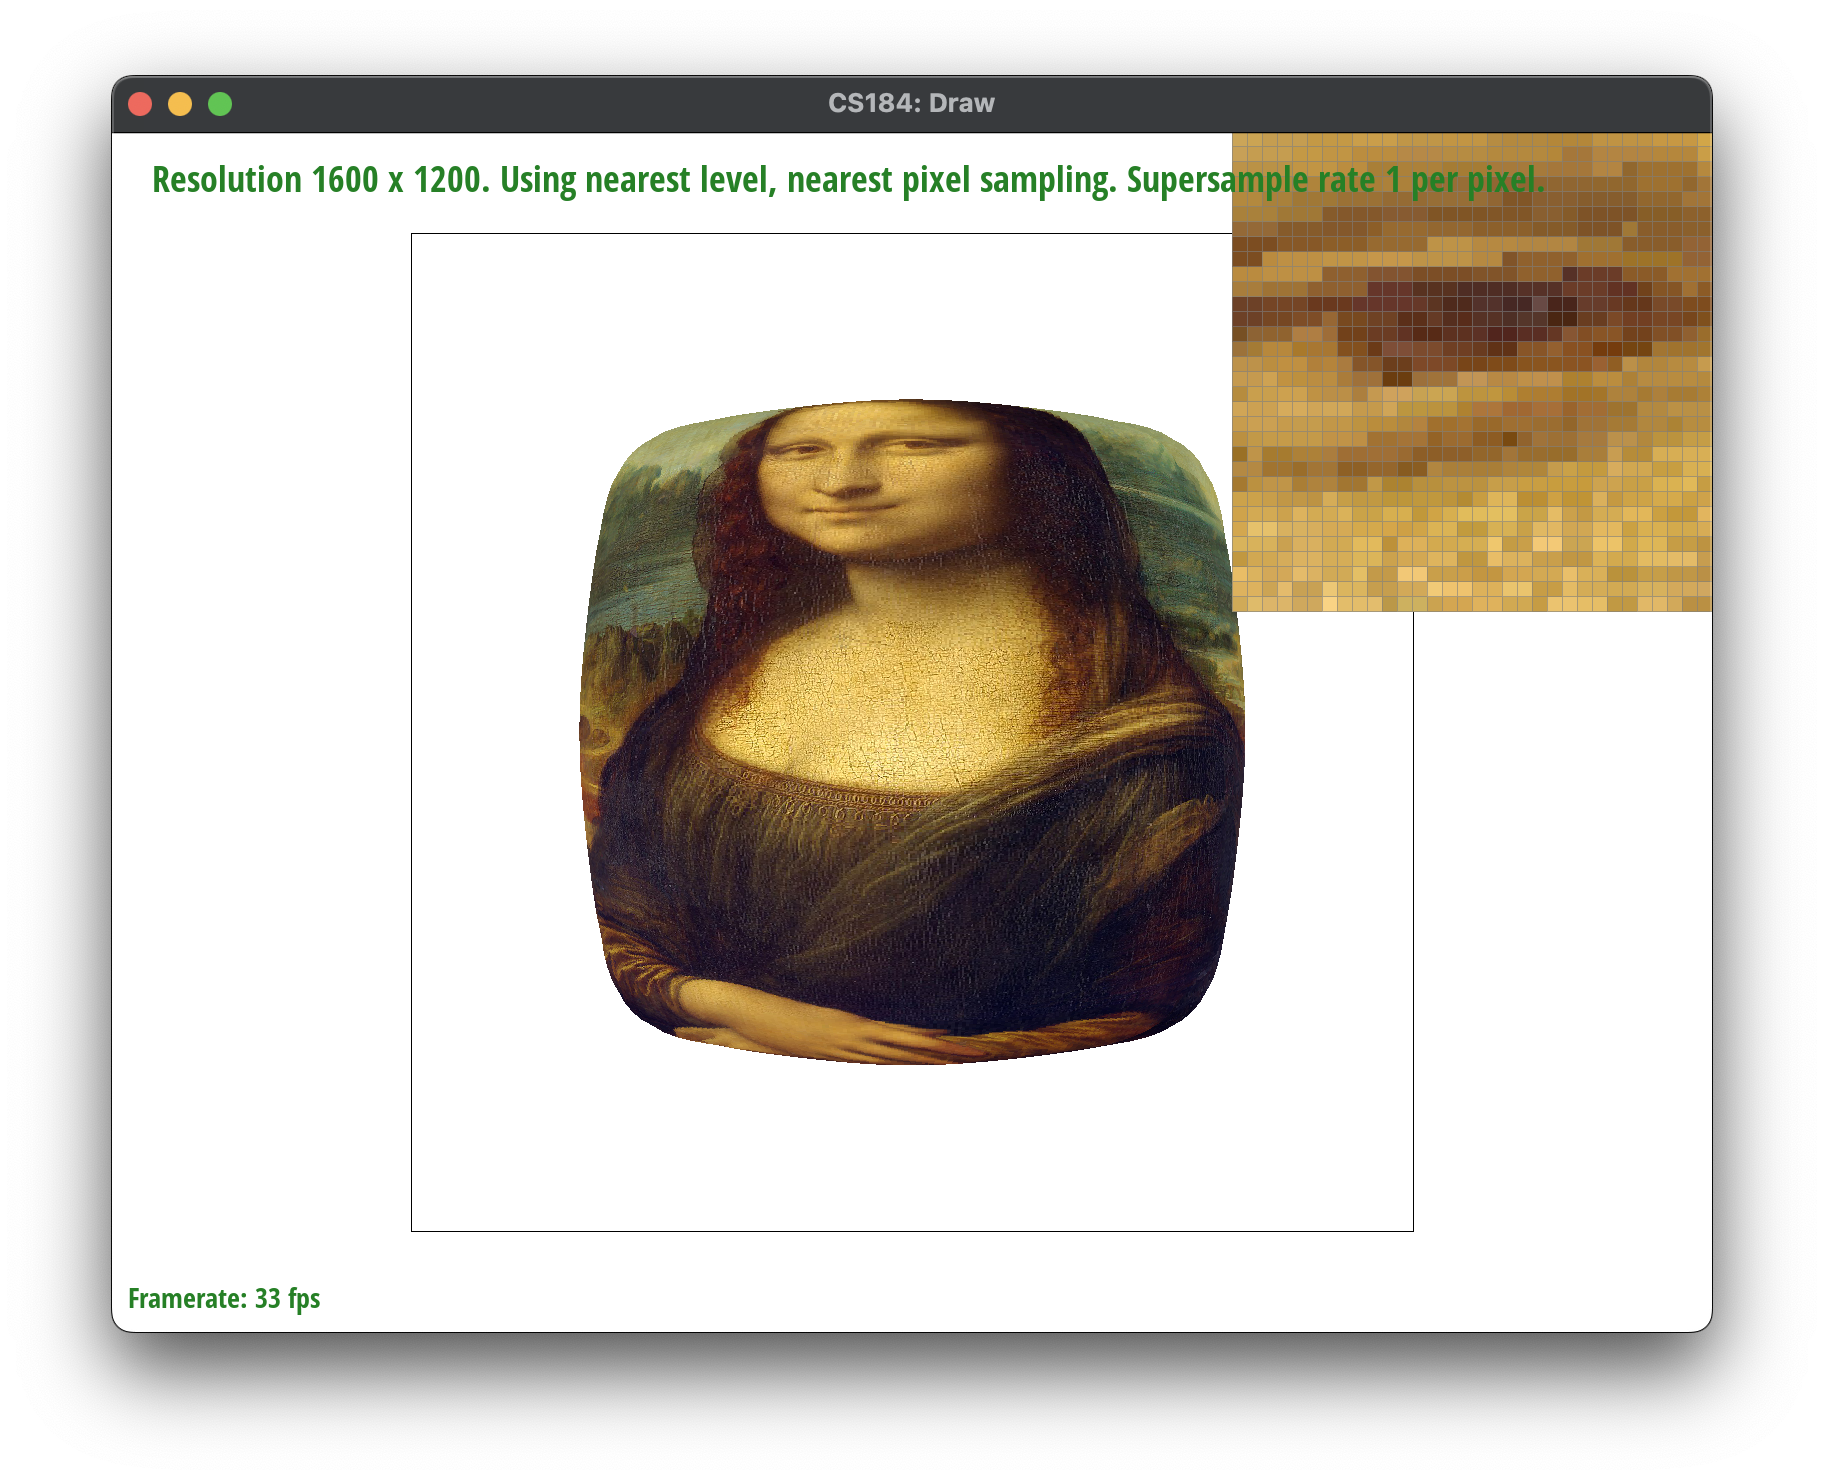 CS184: Draw
Resolution 1600 x 1200. Using nearest level, nearest pixel sampling. Supersample rate 1 per pixel.
Framerate: 33 fps